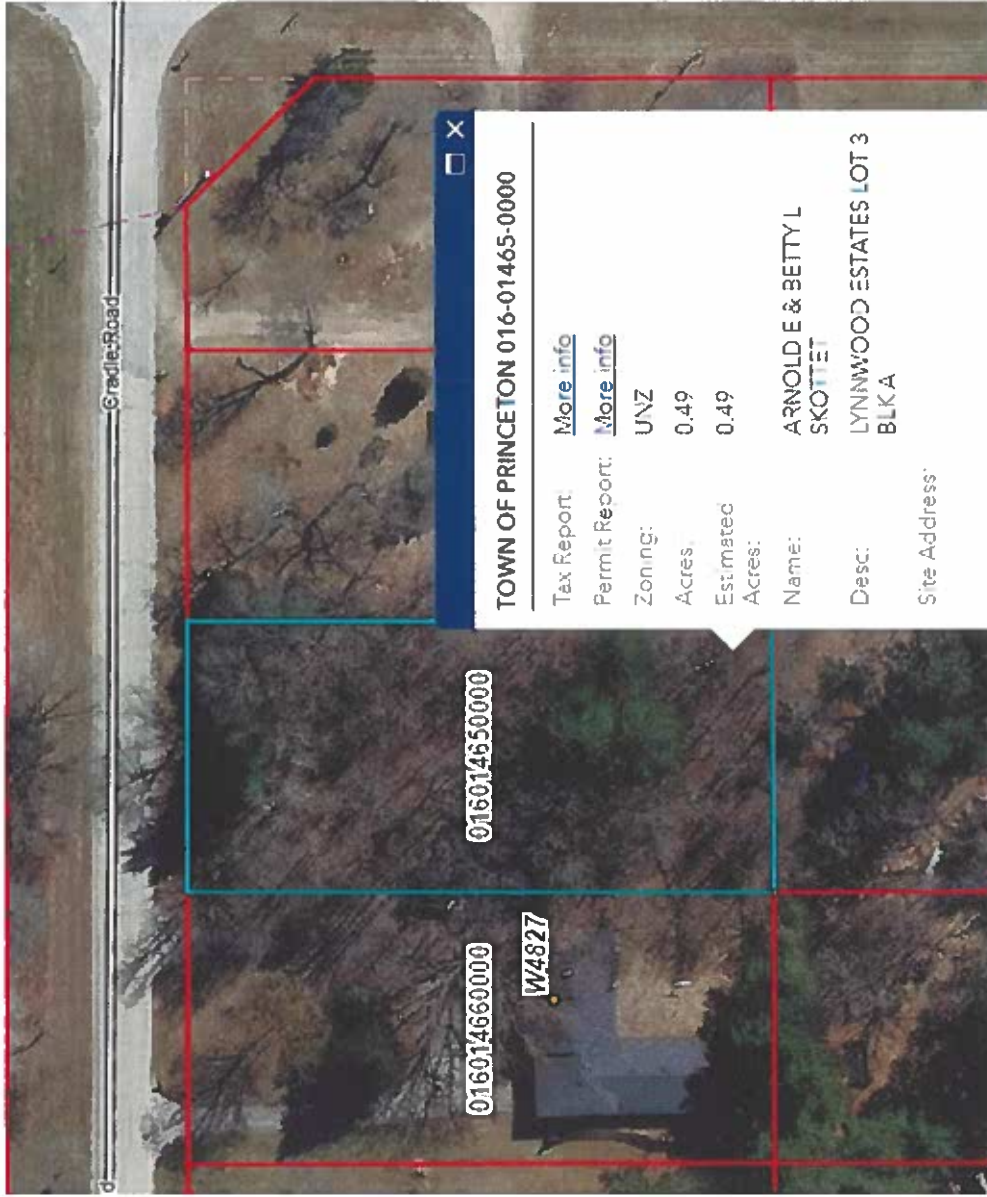 d
Cradle Road
016014660000
W4827
016014650000
TOWN OF PRINCETON 016-01465-0000
Tax Report: More info
Permit Report: More info
Zoning: UNZ
Acres: 0.49
Estimated 0.49
Acres:
Name: ARNOLD E & BETTY L
Desc: LYNNWOOD ESTATES LOT 3
BLK A
Site Address: